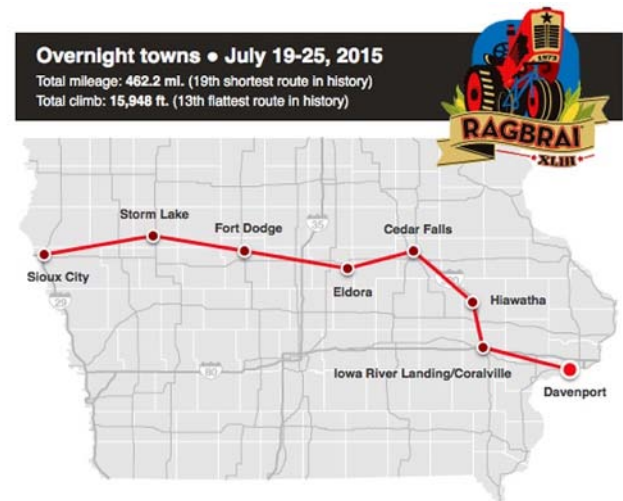 Overnight towns ● July 19-25, 2015
Total mileage: 462.2 mi. (19th shortest route in history)
Total climb: 15,948 ft. (13th flattest route in history)
1973
RAGBRAI
XLIII
Storm Lake
Fort Dodge
35
Cedar Falls
Sioux City
Eldora
29
Hiawatha
80
Iowa River Landing/Coralville
Davenport